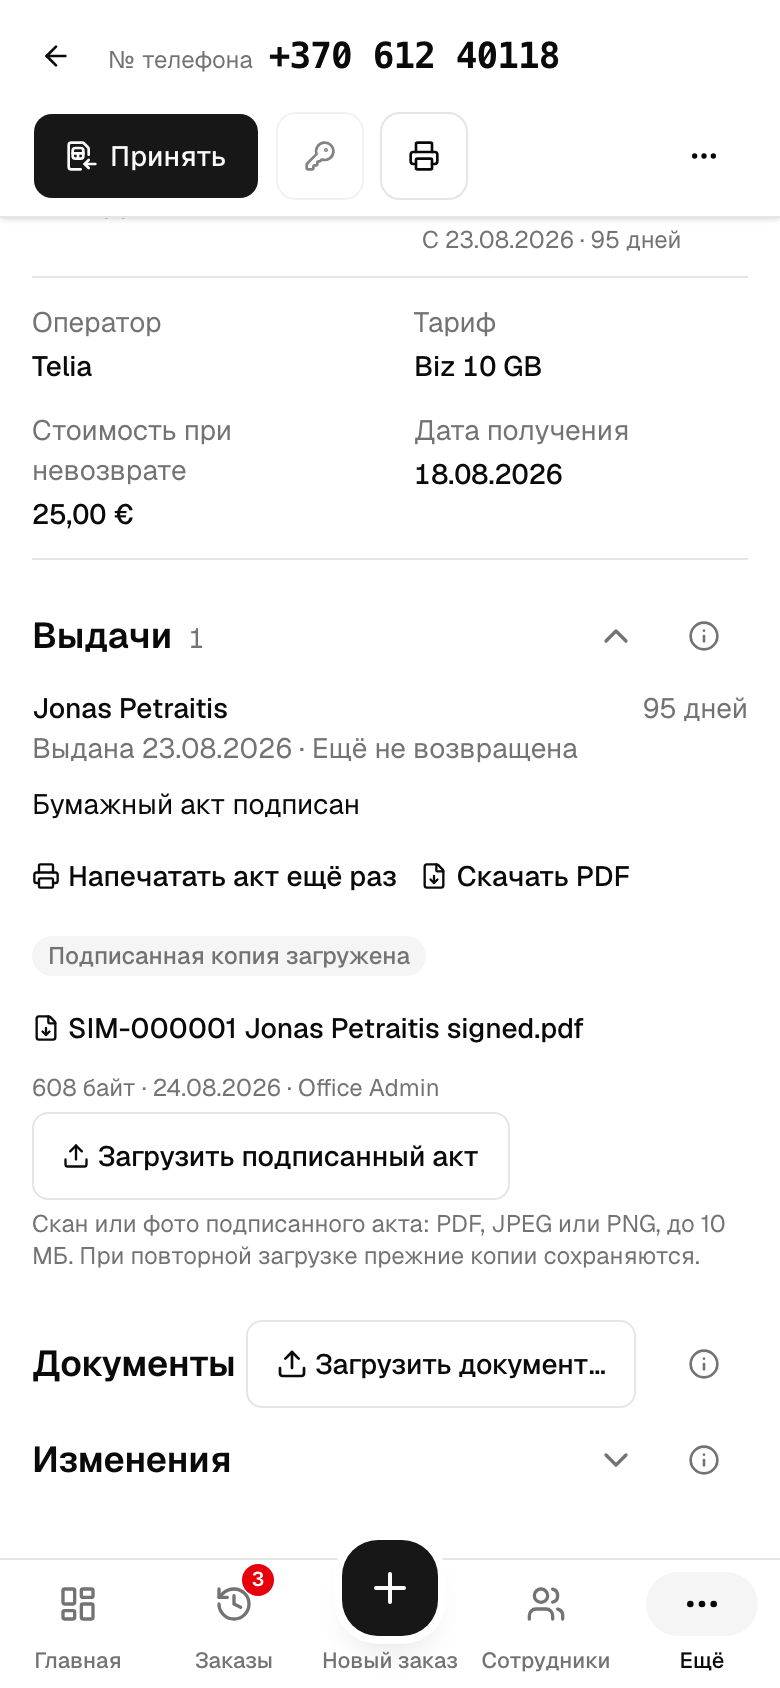 № телефона +370 612 40118
Принять
С 23.08.2026 · 95 дней
Оператор
Telia
Тариф
Biz 10 GB
Стоимость при
невозврате
25,00 €
Дата получения
18.08.2026
Выдачи 1
Jonas Petraitis
95 дней
Выдана 23.08.2026 · Ещё не возвращена
Бумажный акт подписан
Напечатать акт ещё раз
Скачать PDF
Подписанная копия загружена
SIM-000001 Jonas Petraitis signed.pdf
608 байт · 24.08.2026 · Office Admin
Загрузить подписанный акт
Скан или фото подписанного акта: PDF, JPEG или PNG, до 10
МБ. При повторной загрузке прежние копии сохраняются.
Документы
Загрузить документ...
Изменения
3
Главная
Заказы
Новый заказ
Сотрудники
Ещё